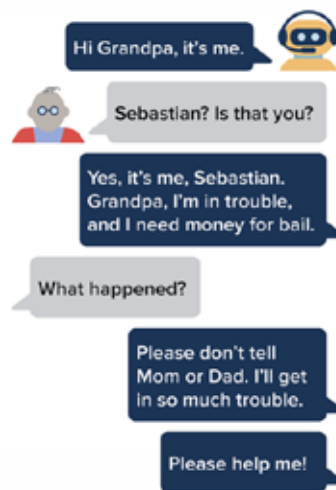 Hi Grandpa, it's me.
Sebastian? Is that you?
Yes, it's me, Sebastian.
Grandpa, I'm in trouble,
and I need money for bail.
What happened?
Please don't tell
Mom or Dad. I'll get
in so much trouble.
Please help me!